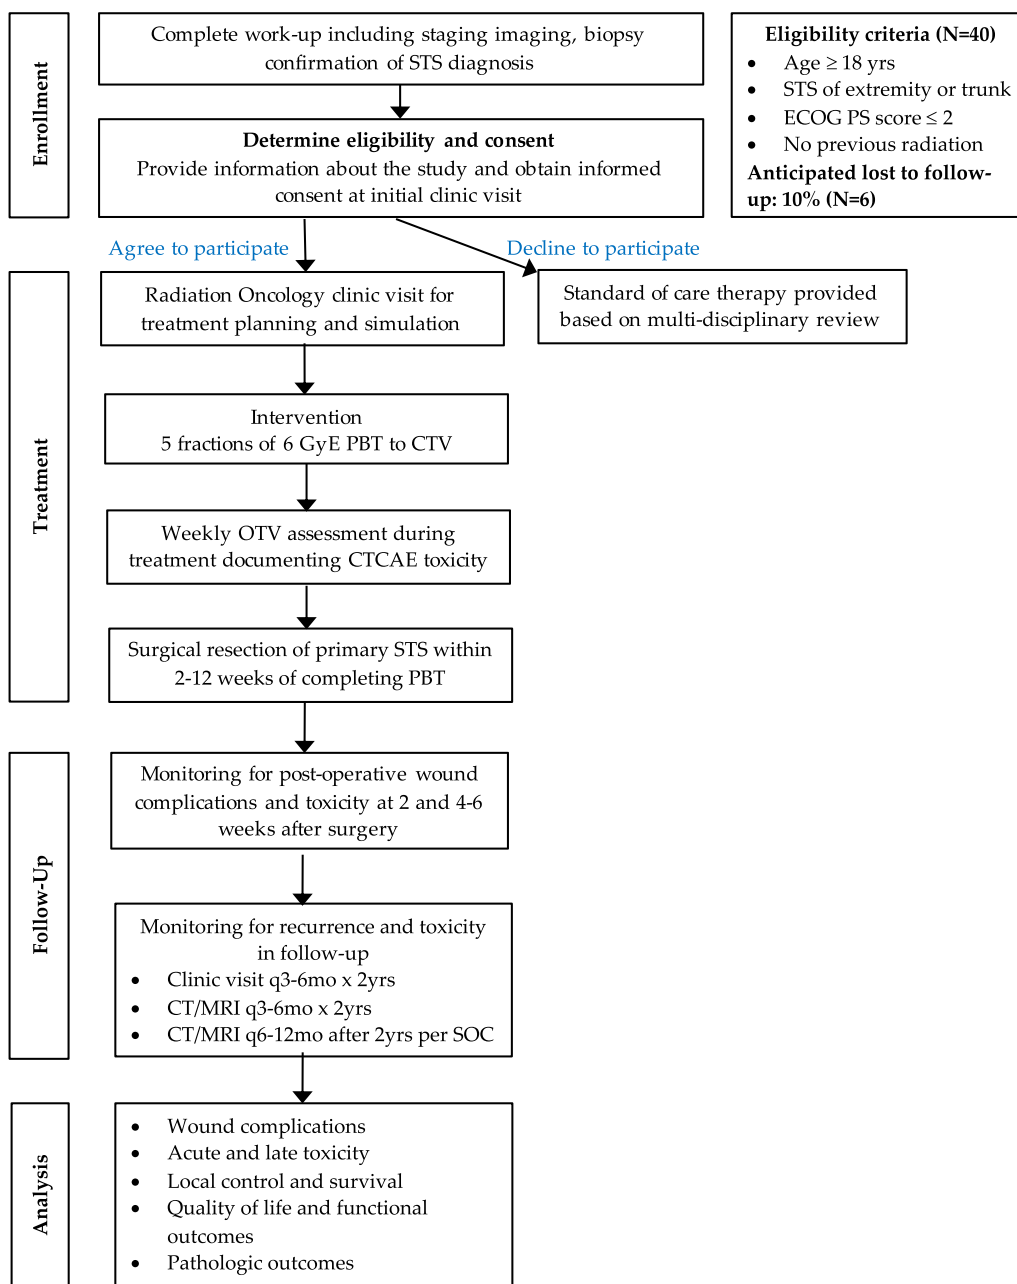 Enrollment
Complete work-up including staging imaging, biopsy
confirmation of STS diagnosis
Determine eligibility and consent
Provide information about the study and obtain informed
consent at initial clinic visit
Eligibility criteria (N=40)
• Age ≥ 18 yrs
• STS of extremity or trunk
• ECOG PS score ≤ 2
• No previous radiation
Anticipated lost to follow-
up: 10% (N=6)
Agree to participate
Decline to participate
Treatment
Radiation Oncology clinic visit for
treatment planning and simulation
Standard of care therapy provided
based on multi-disciplinary review
Intervention
5 fractions of 6 GyE PBT to CTV
Weekly OTV assessment during
treatment documenting CTCAE toxicity
Surgical resection of primary STS within
2-12 weeks of completing PBT
Follow-Up
Monitoring for post-operative wound
complications and toxicity at 2 and 4-6
weeks after surgery
Monitoring for recurrence and toxicity
in follow-up
• Clinic visit q3-6mo x 2yrs
• CT/MRI q3-6mo x 2yrs
• CT/MRI q6-12mo after 2yrs per SOC
Analysis
• Wound complications
• Acute and late toxicity
• Local control and survival
• Quality of life and functional
outcomes
• Pathologic outcomes